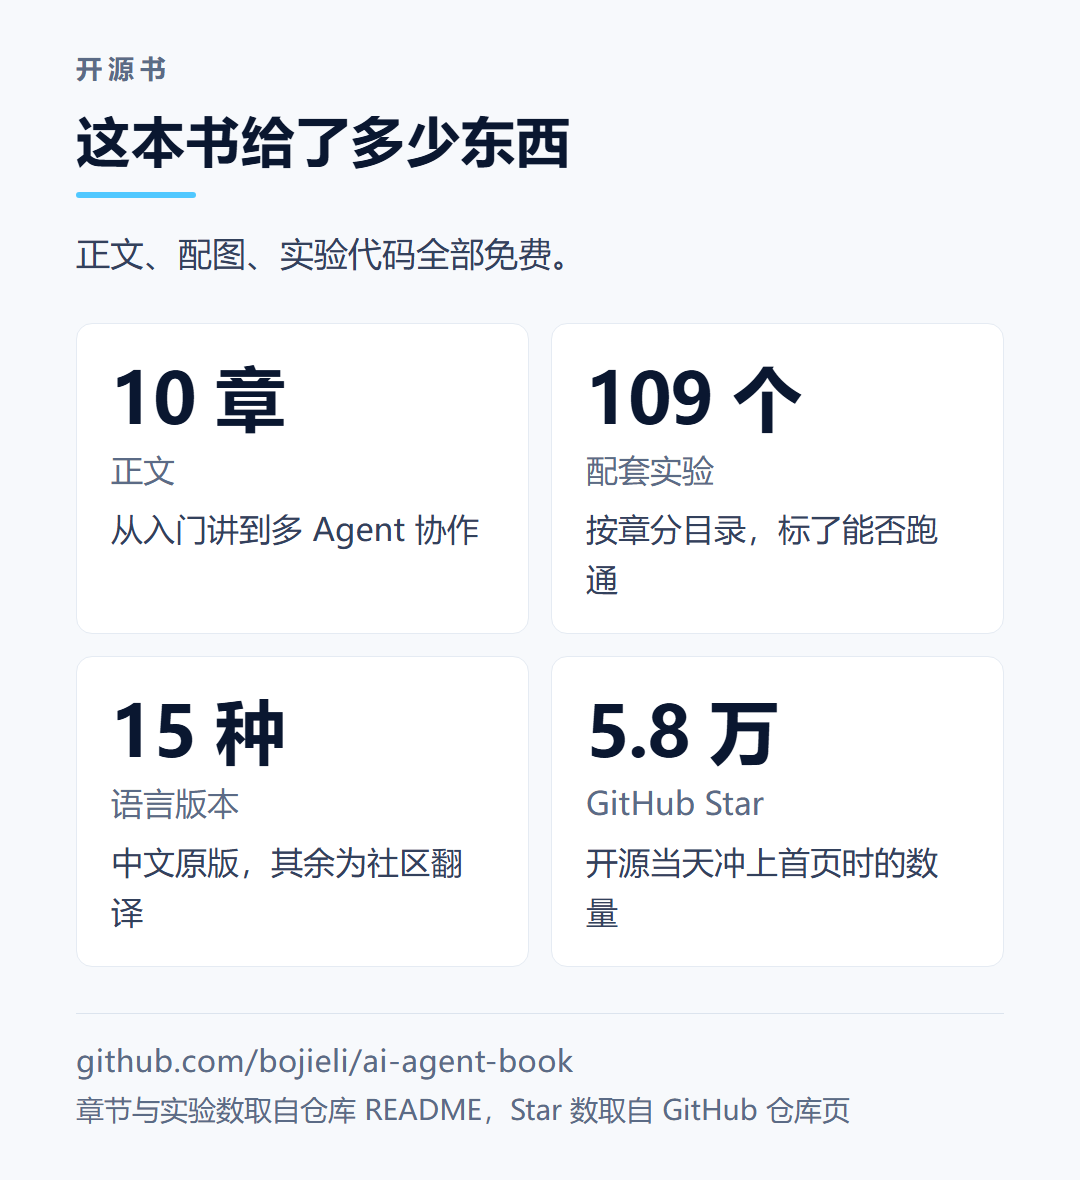 开源书
这本书给了多少东西
正文、配图、实验代码全部免费。
10 章
正文
从入门讲到多 Agent 协作
109 个
配套实验
按章分目录，标了能否跑
通
15 种
语言版本
中文原版，其余为社区翻
译
5.8 万
GitHub Star
开源当天冲上首页时的数
量
github.com/bojieli/ai-agent-book
章节与实验数取自仓库 README，Star 数取自 GitHub 仓库页